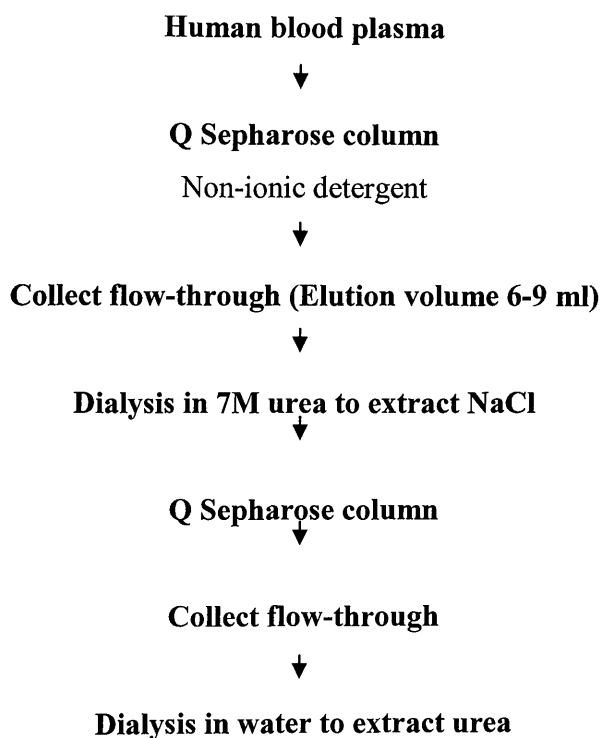 Human blood plasma
Q Sepharose column
Non-ionic detergent
Collect flow-through (Elution volume 6-9 ml)
Dialysis in 7M urea to extract NaCl
Q Sepharose column
Collect flow-through
Dialysis in water to extract urea